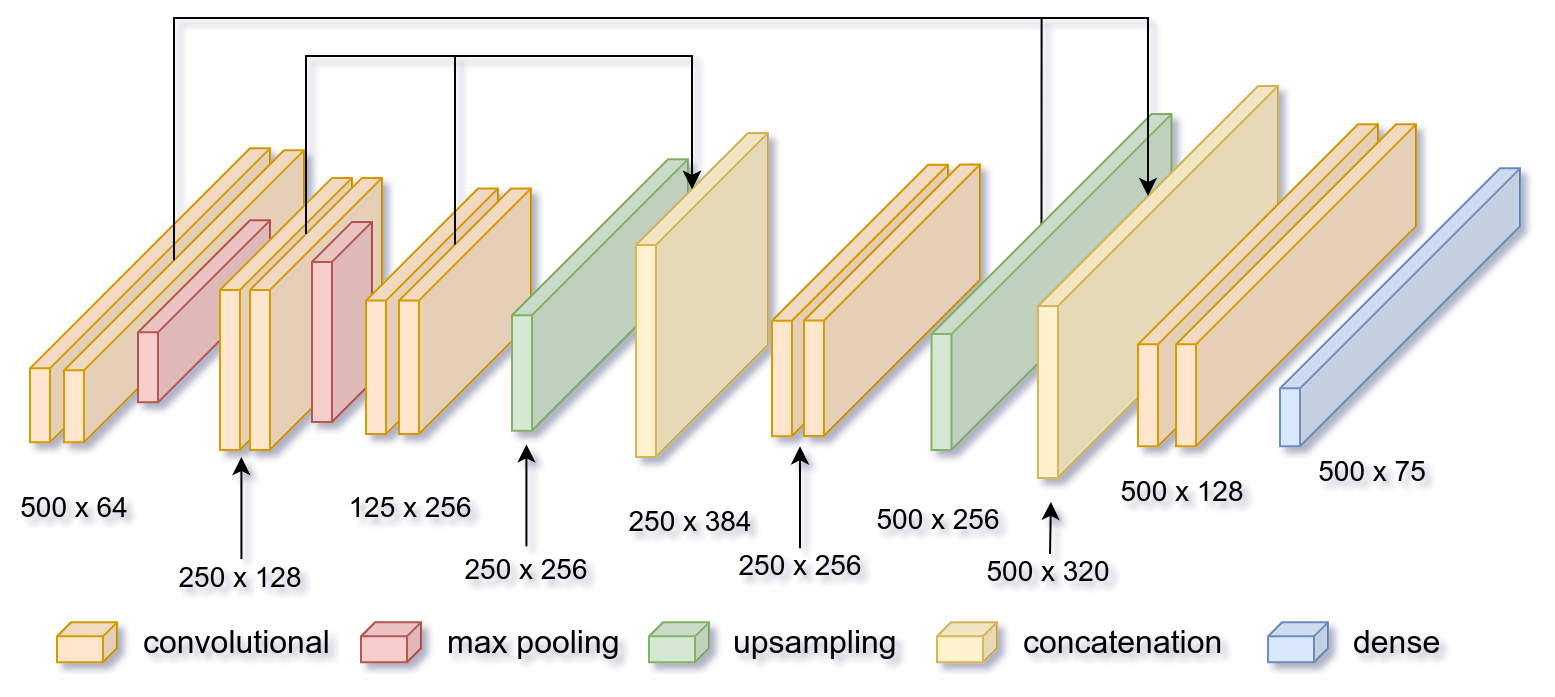 500 x 64
250 x 128
125 x 256
250 x 256
250 x 384
250 x 256
500 x 256
500 x 320
500 x 128
500 x 75
convolutional
max pooling
upsampling
concatenation
dense